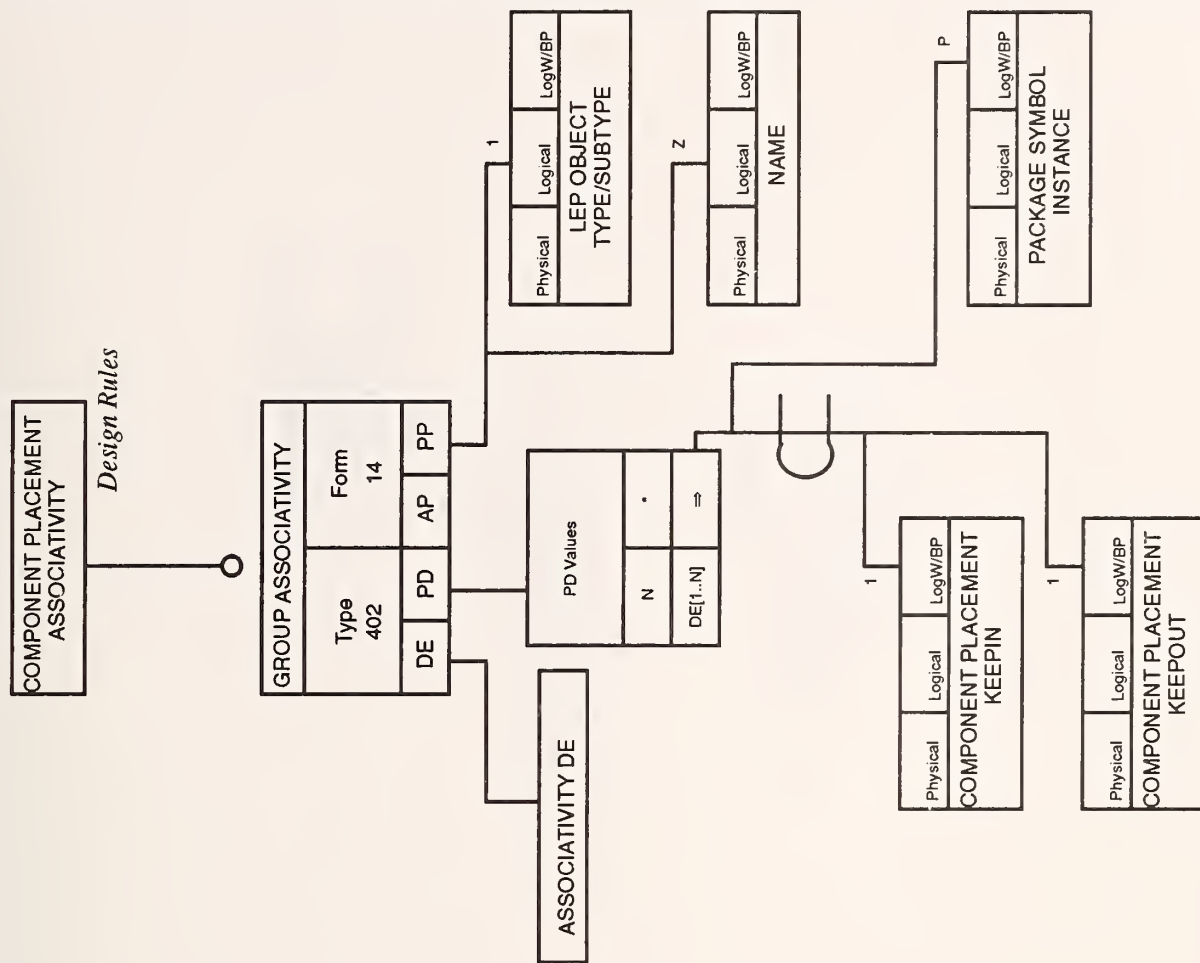 COMPONENT PLACEMENT
ASSOCIATIVITY
Design Rules
GROUP ASSOCIATIVITY
Type
402
Form
14
DE
PD
AP
PP
ASSOCIATIVITY DE
PD Values
N
•
DE[1..N]
⇒
1
Physical
Logical
LogW/BP
LEP OBJECT
TYPE/SUBTYPE
Z
Physical
Logical
LogW/BP
NAME
P
Physical
Logical
LogW/BP
PACKAGE SYMBOL
INSTANCE
1
Physical
Logical
LogW/BP
COMPONENT PLACEMENT
KEEPIN
1
Physical
Logical
LogW/BP
COMPONENT PLACEMENT
KEEPOUT